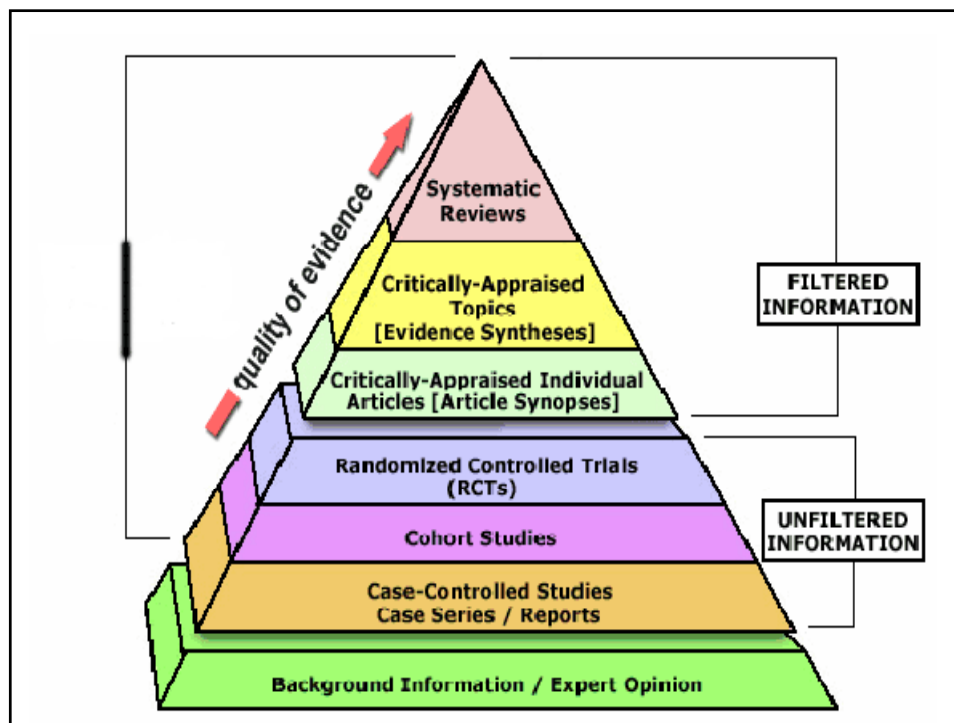 quality of evidence
Systematic
Reviews
Critically-Appraised
Topics
[Evidence Syntheses]
Critically-Appraised Individual
Articles [Article Synopses]
FILTERED
INFORMATION
Randomized Controlled Trials
(RCTs)
Cohort Studies
Case-Controlled Studies
Case Series / Reports
UNFILTERED
INFORMATION
Background Information / Expert Opinion